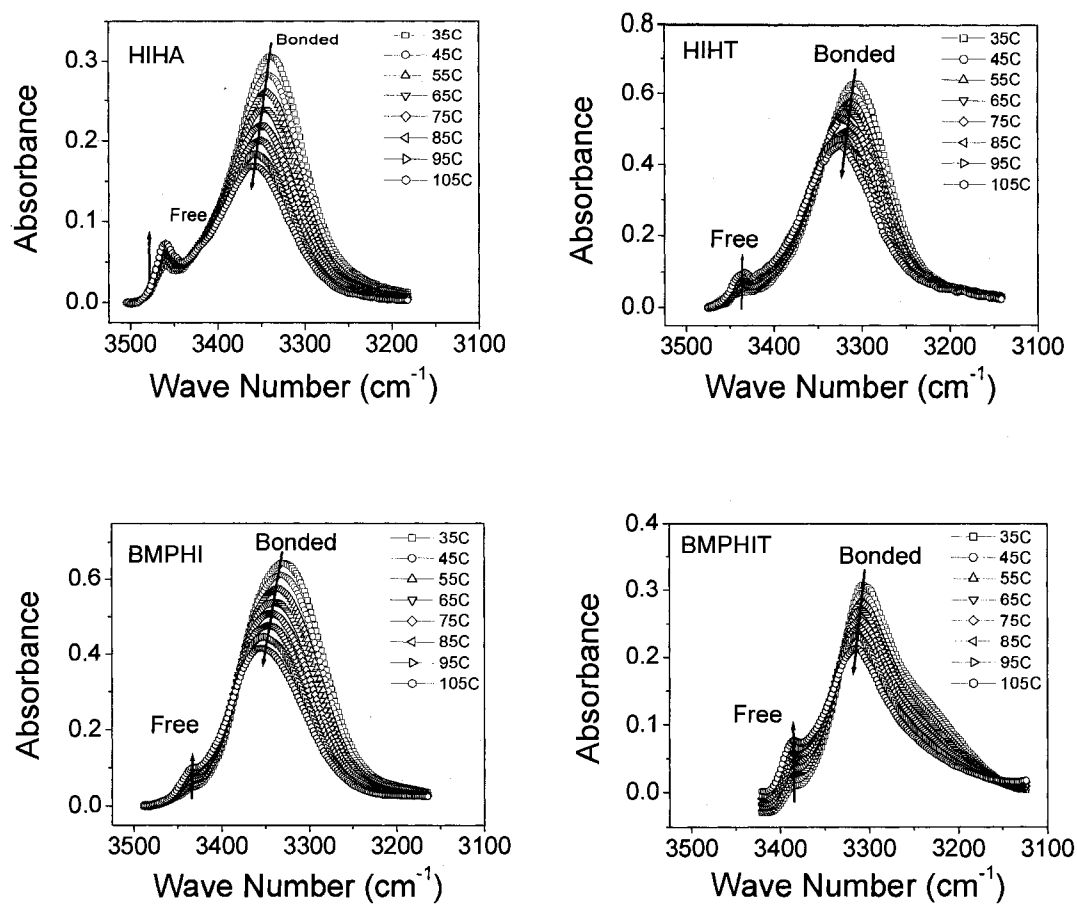 HIHA
Bonded
Free
35C
45C
55C
65C
75C
85C
95C
105C
0.3
0.2
0.1
0.0
Absorbance
3500 3400 3300 3200 3100
Wave Number (cm-1)
HIHT
Bonded
Free
35C
45C
55C
65C
75C
85C
95C
105C
0.8
0.6
0.4
0.2
0.0
Absorbance
3500 3400 3300 3200 3100
Wave Number (cm-1)
BMPHI
Bonded
Free
35C
45C
55C
65C
75C
85C
95C
105C
0.6
0.4
0.2
0.0
Absorbance
3500 3400 3300 3200 3100
Wave Number (cm-1)
BMPHIT
Bonded
Free
35C
45C
55C
65C
75C
85C
95C
105C
0.4
0.3
0.2
0.1
0.0
Absorbance
3500 3400 3300 3200 3100
Wave Number (cm-1)